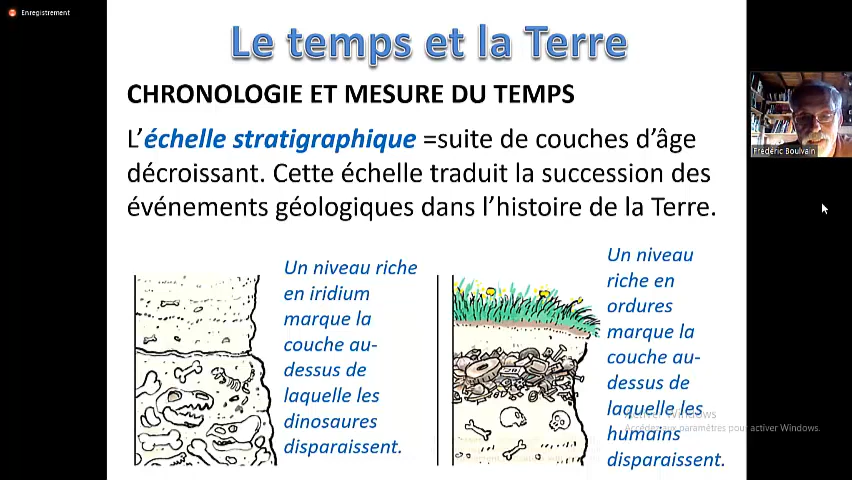 Enregistrement
Le temps et la Terre
CHRONOLOGIE ET MESURE DU TEMPS
L’échelle stratigraphique =suite de couches d’âge
décroissant. Cette échelle traduit la succession des
événements géologiques dans l’histoire de la Terre.
Un niveau riche
en iridium
marque la
couche au-
dessus de
laquelle les
dinosaures
disparaissent.
Un niveau
riche en
ordures
marque la
couche au-
dessus de
laquelle les
humains
disparaissent.
Frédéric Boulvain
Activer Windows
Accédez aux paramètres pour activer Windows.